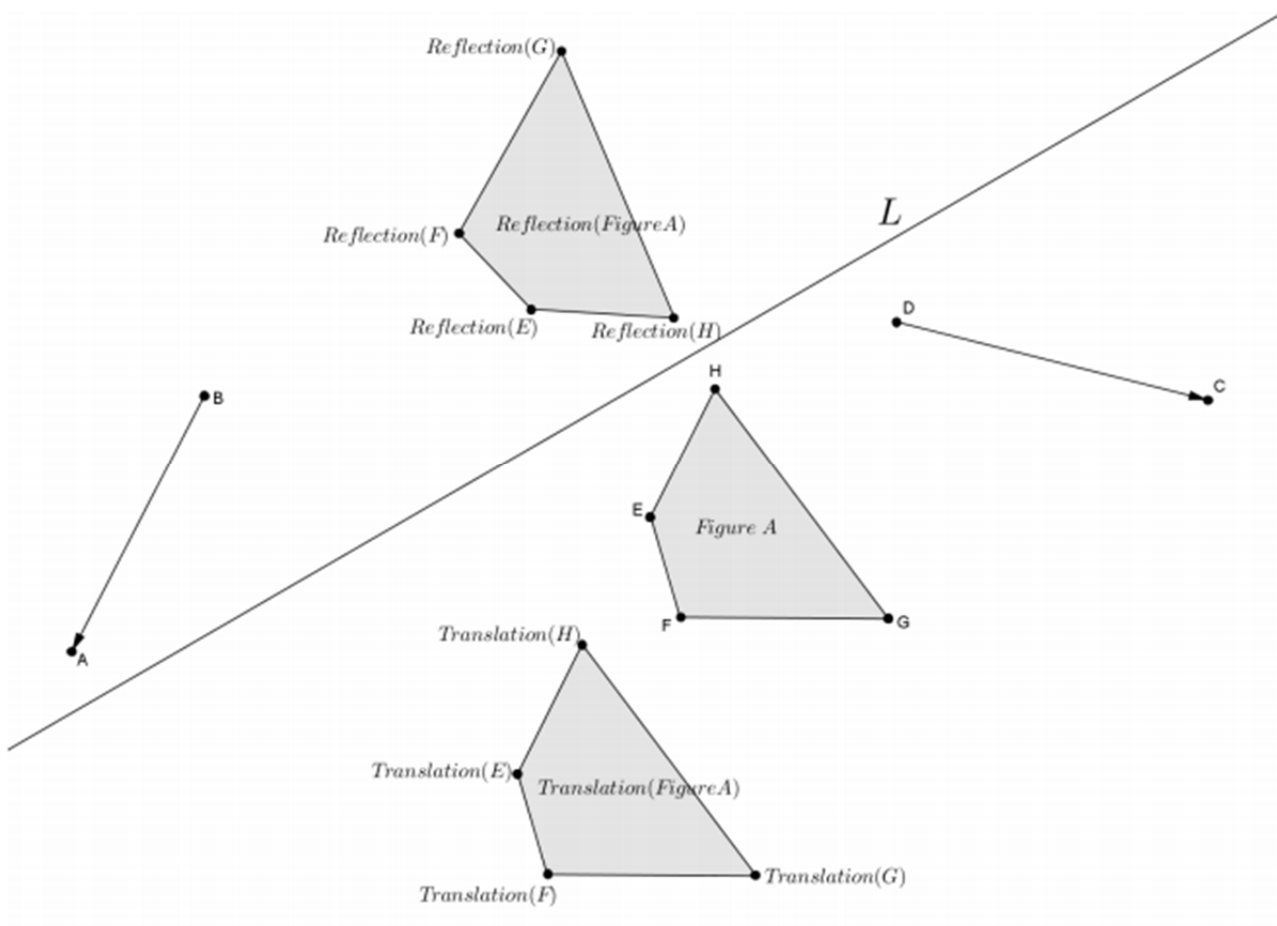 Reflection(G)
L
Reflection(FigureA)
Reflection(F)
D
Reflection(E)
Reflection(H)
H
C
B
E
Figure A
F
G
Translation(H)
A
Translation(E)
Translation(FigureA)
Translation(G)
Translation(F)